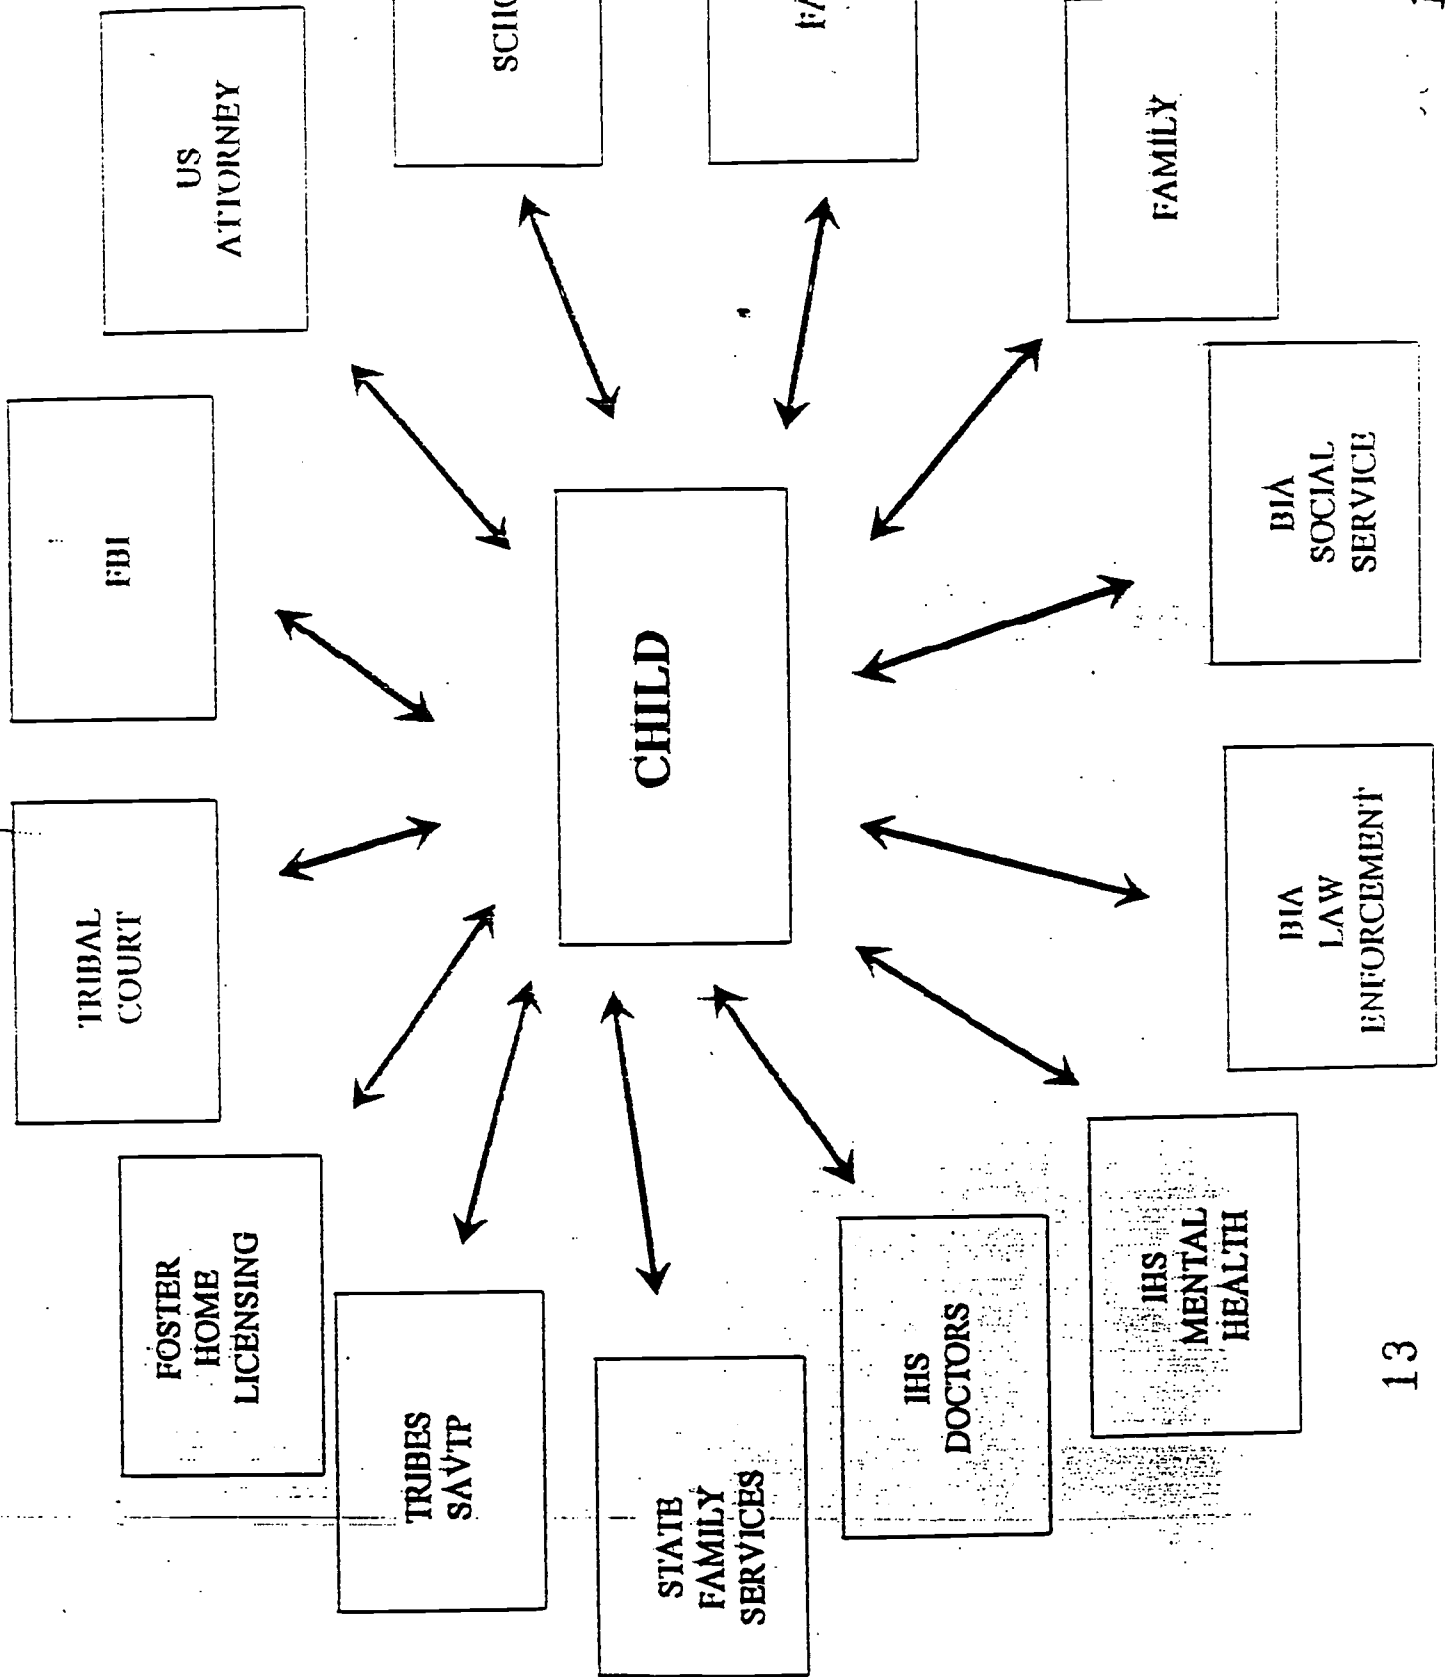 US
ATTORNEY
FBI
TRIBAL
COURT
FOSTER
HOME
LICENSING
TRIBES
SAVTP
STATE
FAMILY
SERVICES
IHS
DOCTORS
IHS
MENTAL
HEALTH
BIA
LAW
ENFORCEMENT
BIA
SOCIAL
SERVICE
FAMILY
CHILD
13